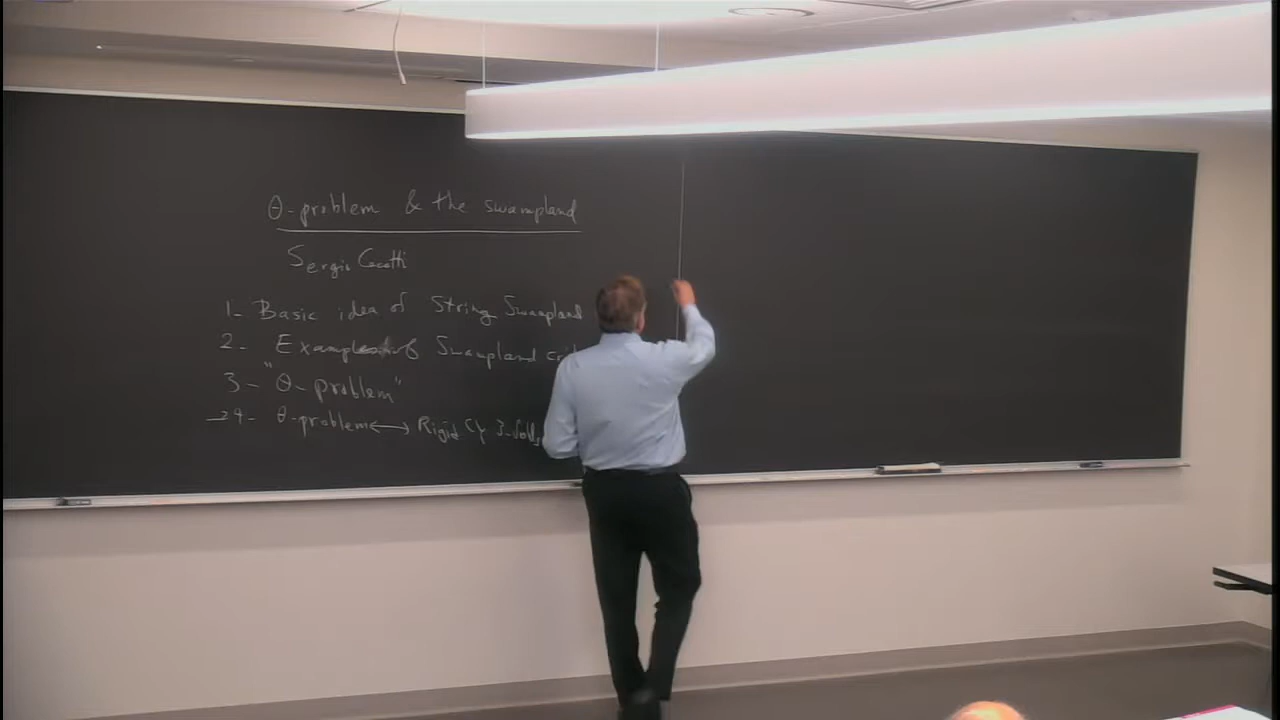 θ-problem & the swampland
Sergio Cecotti
1- Basic idea of String Swampland
2- Examples of Swampland
3- "θ-problem"
4- θ-problem ⟷ Rigid CY 3-folds